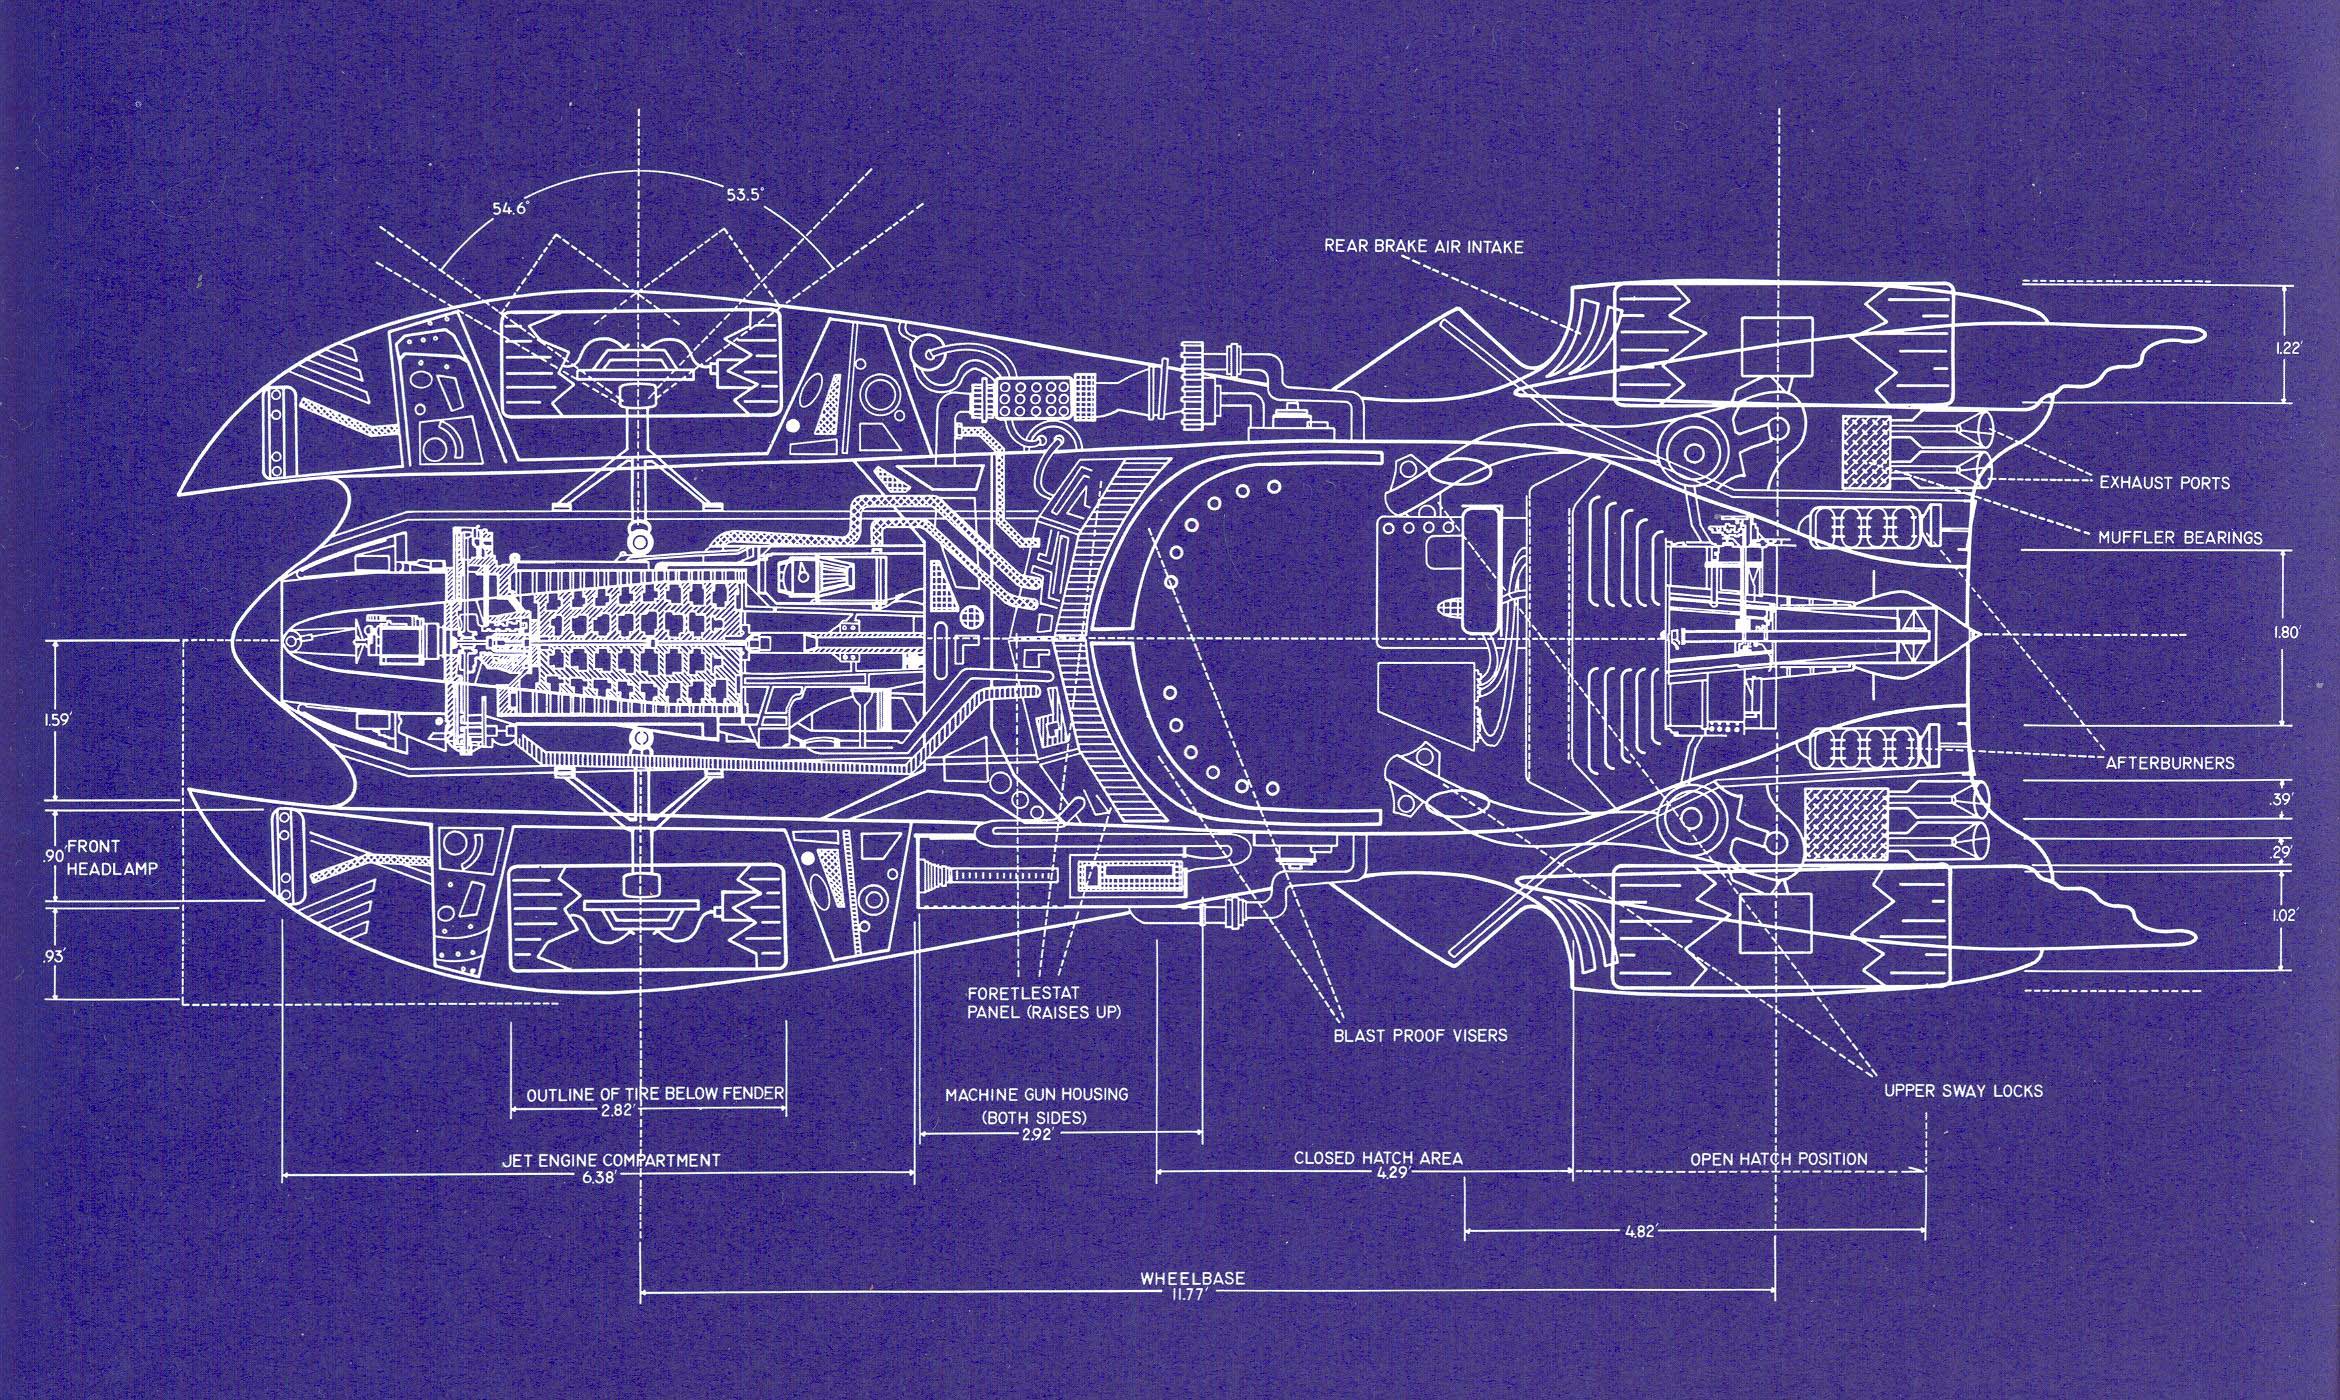 54.6°
53.5°
REAR BRAKE AIR INTAKE
1.22'
EXHAUST PORTS
MUFFLER BEARINGS
1.80'
1.59'
AFTERBURNERS
.39'
.90'
FRONT
HEADLAMP
.29'
1.02'
.93'
FORETLESTAT
PANEL (RAISES UP)
BLAST PROOF VISERS
UPPER SWAY LOCKS
OUTLINE OF TIRE BELOW FENDER
2.82'
MACHINE GUN HOUSING
(BOTH SIDES)
2.92'
JET ENGINE COMPARTMENT
6.38'
CLOSED HATCH AREA
4.29'
OPEN HATCH POSITION
4.82'
WHEELBASE
11.77'